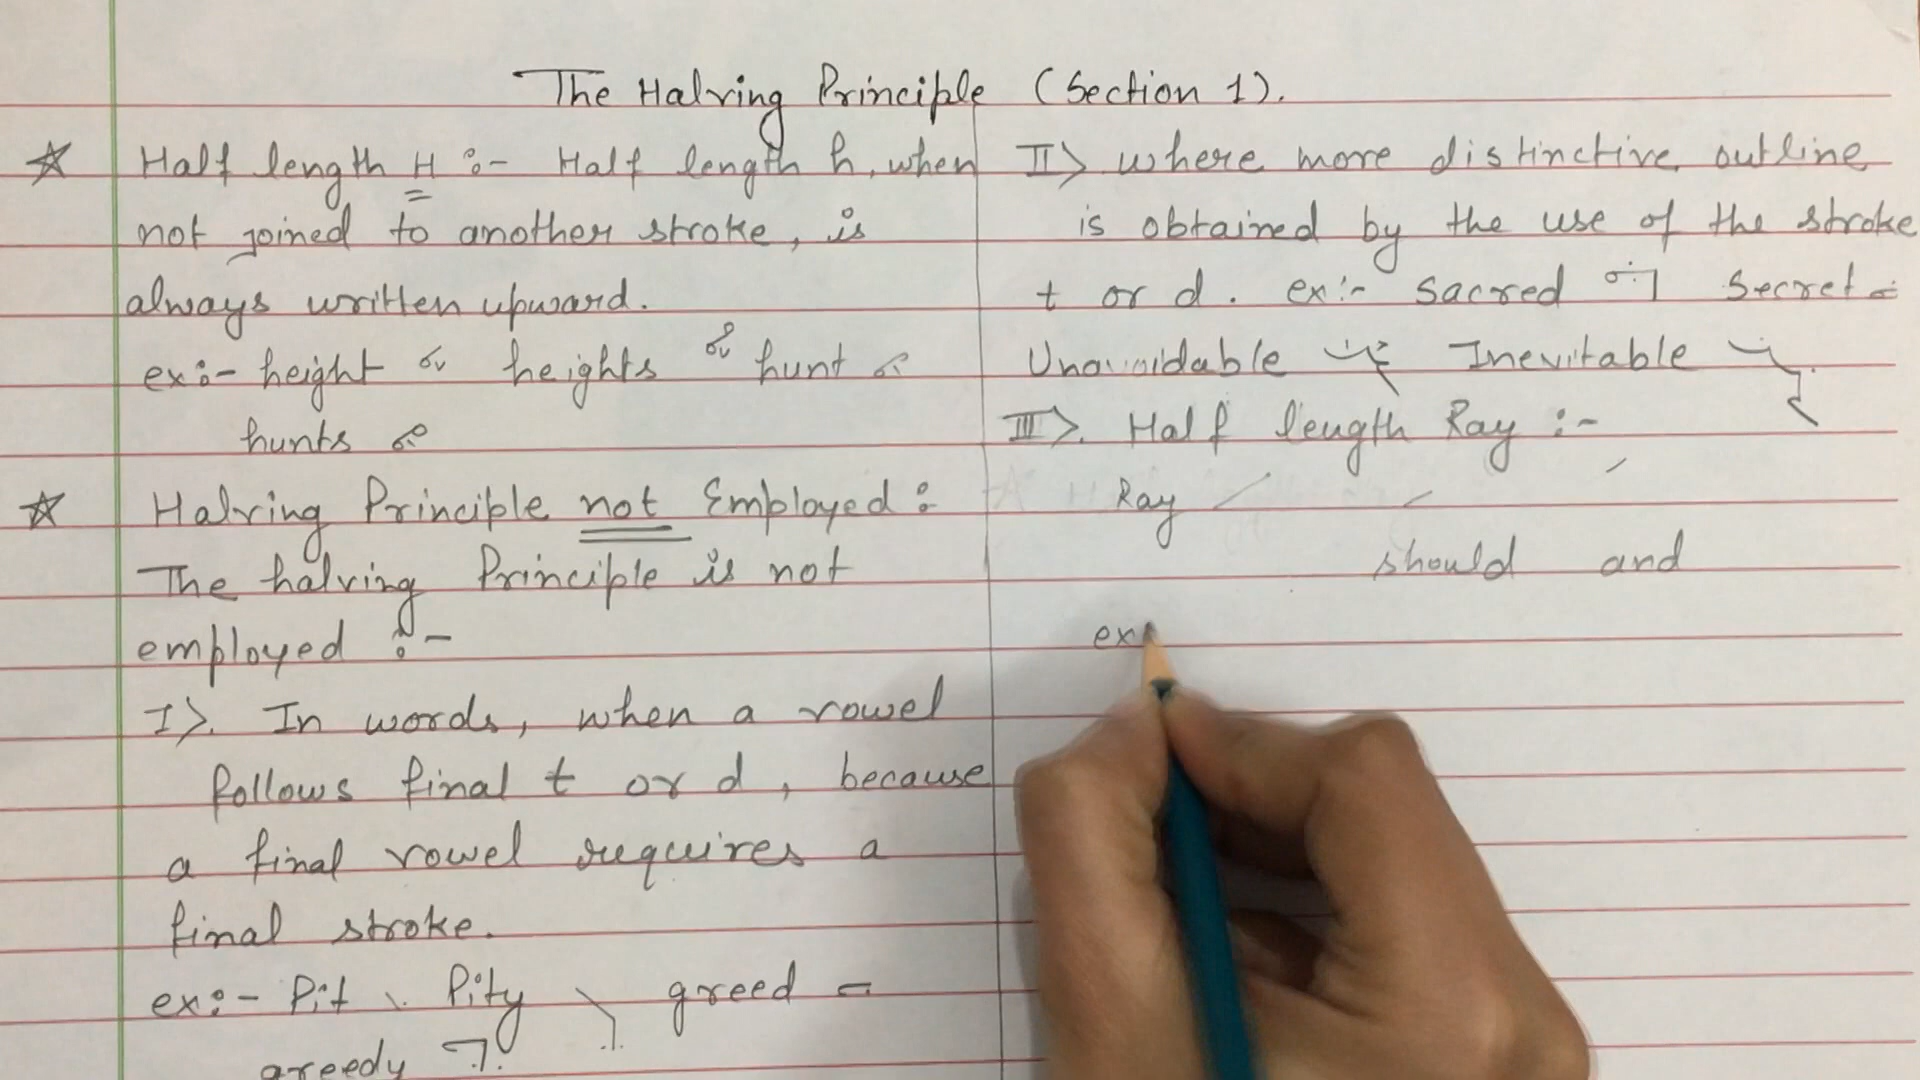 The Halving Principle (Section 1).
☆ Half length H :- Half length h, when
not joined to another stroke, is
always written upward.
ex:- height heights hunt
hunts
☆ Halving Principle not Employed :
The halving Principle is not
employed :-
I>. In words, when a vowel
follows final t or d, because
a final vowel requires a
final stroke.
ex:- Pit Pity greed
greedy
II> where more distinctive outline
is obtained by the use of the stroke
t or d. ex:- sacred Secret
Unavoidable Inevitable
III>. Half length Ray :-
Ray
should and
ex